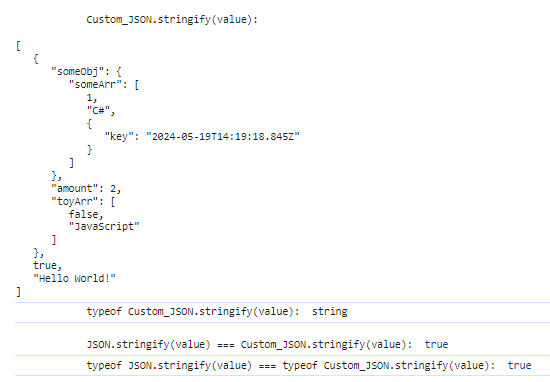 Custom_JSON.stringify(value):
[
{
"someObj": {
"someArr": [
1,
"C#",
{
"key": "2024-05-19T14:19:18.845Z"
}
]
},
"amount": 2,
"toyArr": [
false,
"JavaScript"
]
},
true,
"Hello World!"
]
typeof Custom_JSON.stringify(value): string
JSON.stringify(value) === Custom_JSON.stringify(value): true
typeof JSON.stringify(value) === typeof Custom_JSON.stringify(value): true